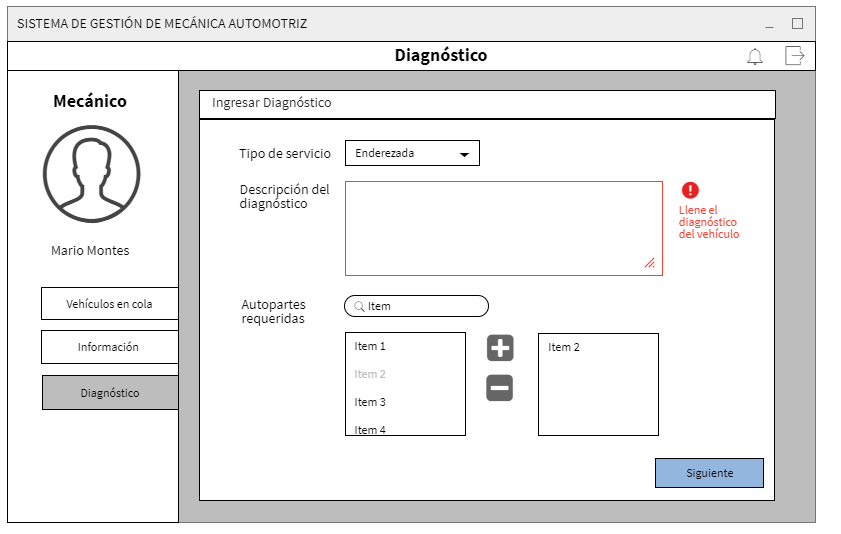 SISTEMA DE GESTIÓN DE MECÁNICA AUTOMOTRIZ
Diagnóstico
Mecánico
Mario Montes
Vehículos en cola
Información
Diagnóstico
Ingresar Diagnóstico
Tipo de servicio
Enderezada
Descripción del
diagnóstico
Llene el
diagnóstico
del vehículo
Autopartes
requeridas
Item
Item 1
Item 2
Item 3
Item 4
Item 2
Siguiente